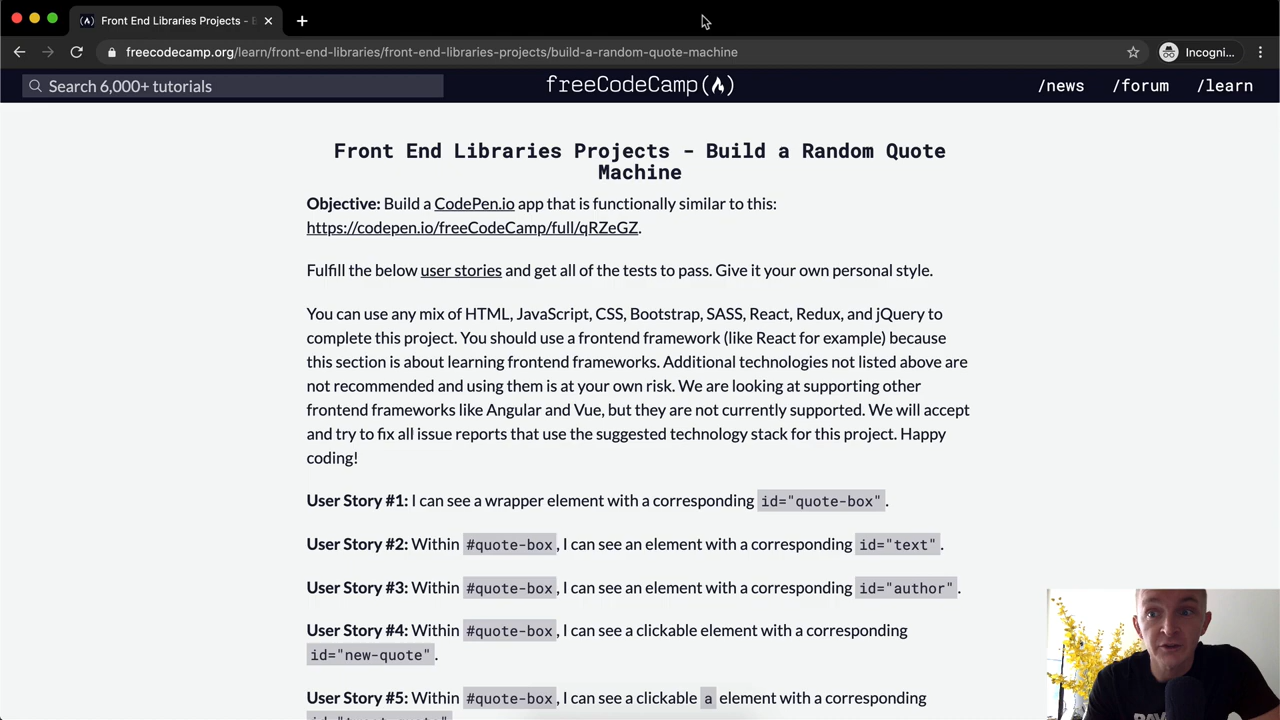 Front End Libraries Projects - B
Incogni...
freecodecamp.org/learn/front-end-libraries/front-end-libraries-projects/build-a-random-quote-machine
Search 6,000+ tutorials
freeCodeCamp
/news
/forum
/learn
Front End Libraries Projects - Build a Random Quote
Machine
Objective: Build a CodePen.io app that is functionally similar to this:
https://codepen.io/freeCodeCamp/full/qRZeGZ.
Fulfill the below user stories and get all of the tests to pass. Give it your own personal style.
You can use any mix of HTML, JavaScript, CSS, Bootstrap, SASS, React, Redux, and jQuery to
complete this project. You should use a frontend framework (like React for example) because
this section is about learning frontend frameworks. Additional technologies not listed above are
not recommended and using them is at your own risk. We are looking at supporting other
frontend frameworks like Angular and Vue, but they are not currently supported. We will accept
and try to fix all issue reports that use the suggested technology stack for this project. Happy
coding!
User Story #1: I can see a wrapper element with a corresponding id="quote-box".
User Story #2: Within #quote-box, I can see an element with a corresponding id="text".
User Story #3: Within #quote-box, I can see an element with a corresponding id="author".
User Story #4: Within #quote-box, I can see a clickable element with a corresponding
id="new-quote".
User Story #5: Within #quote-box, I can see a clickable a element with a corresponding